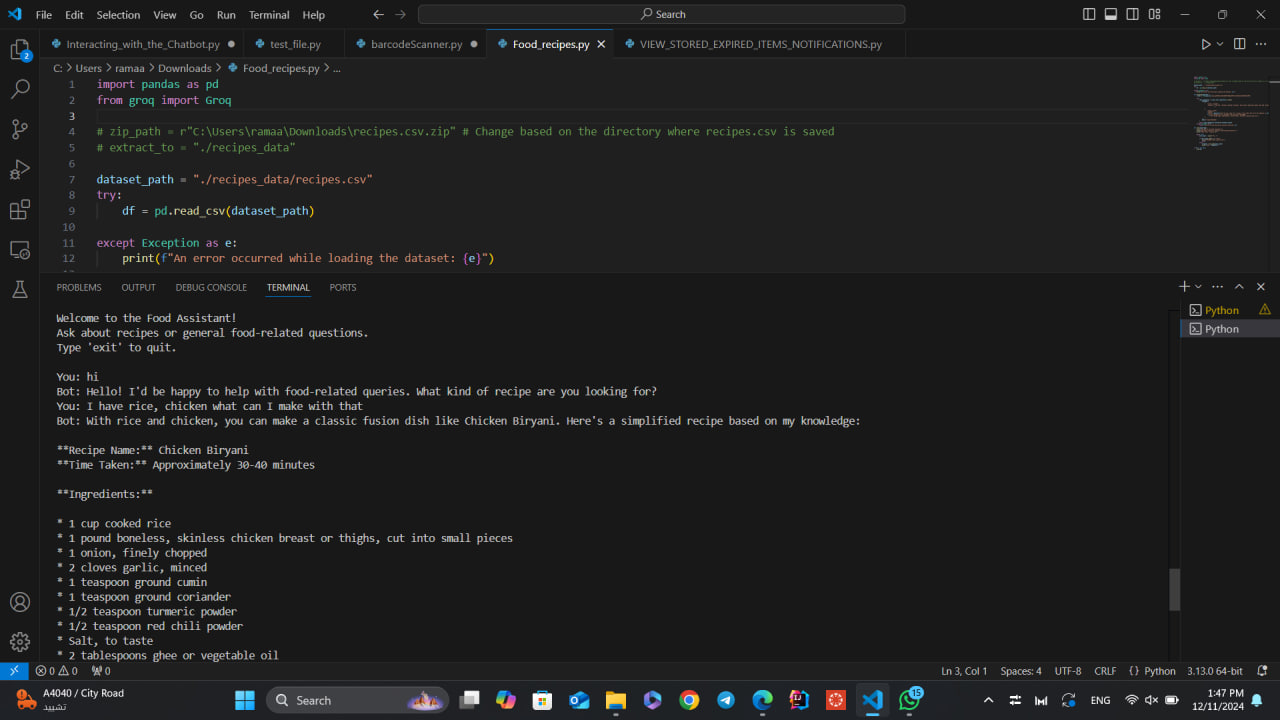 File Edit Selection View Go Run Terminal Help
Search
Interacting_with_the_Chatbot.py test_file.py barcodeScanner.py Food_recipes.py VIEW_STORED_EXPIRED_ITEMS_NOTIFICATIONS.py
C: > Users > ramaa > Downloads > Food_recipes.py > ...
1 import pandas as pd
2 from groq import Groq
3
4 # zip_path = r"C:\Users\ramaa\Downloads\recipes.csv.zip" # Change based on the directory where recipes.csv is saved
5 # extract_to = "./recipes_data"
6
7 dataset_path = "./recipes_data/recipes.csv"
8 try:
9 df = pd.read_csv(dataset_path)
10
11 except Exception as e:
12 print(f"An error occurred while loading the dataset: {e}")
2
PROBLEMS OUTPUT DEBUG CONSOLE TERMINAL PORTS
Python
Python
Welcome to the Food Assistant!
Ask about recipes or general food-related questions.
Type 'exit' to quit.
You: hi
Bot: Hello! I'd be happy to help with food-related queries. What kind of recipe are you looking for?
You: I have rice, chicken what can I make with that
Bot: With rice and chicken, you can make a classic fusion dish like Chicken Biryani. Here's a simplified recipe based on my knowledge:
**Recipe Name:** Chicken Biryani
**Time Taken:** Approximately 30-40 minutes
**Ingredients:**
* 1 cup cooked rice
* 1 pound boneless, skinless chicken breast or thighs, cut into small pieces
* 1 onion, finely chopped
* 2 cloves garlic, minced
* 1 teaspoon ground cumin
* 1 teaspoon ground coriander
* 1/2 teaspoon turmeric powder
* 1/2 teaspoon red chili powder
* Salt, to taste
* 2 tablespoons ghee or vegetable oil
0 0 0 Ln 3, Col 1 Spaces: 4 UTF-8 CRLF {} Python 3.13.0 64-bit
A4040 / City Road
تشييد
Search
15
ENG
1:47 PM
12/11/2024